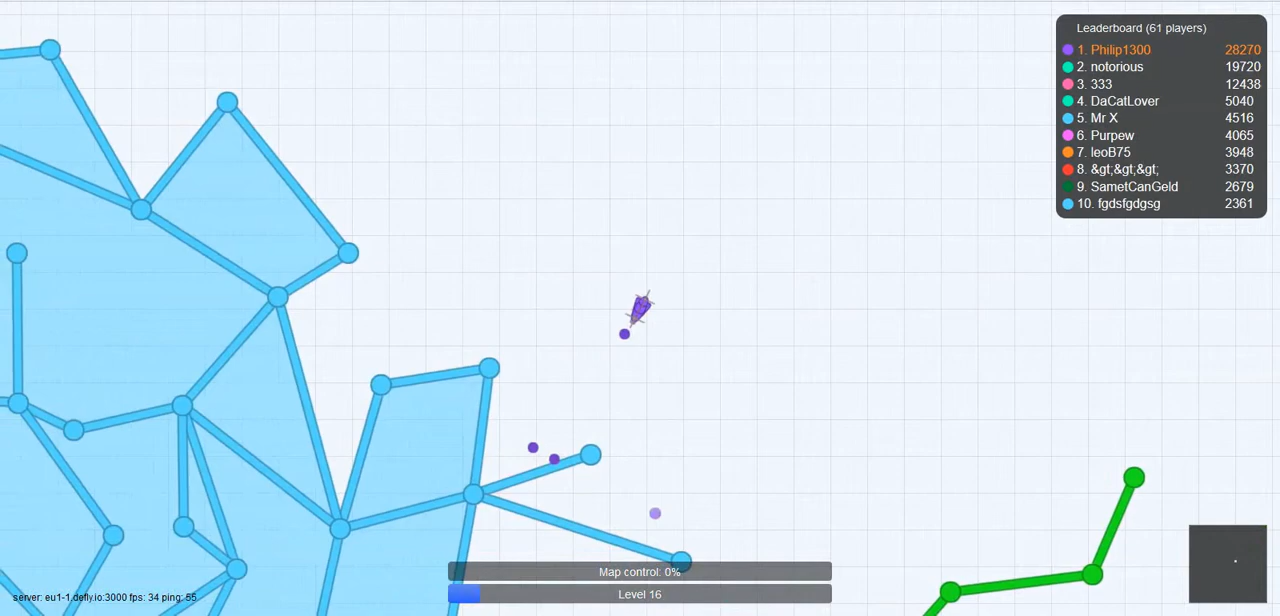 Leaderboard (61 players)
1. Philip1300 28270
2. notorious 19720
3. 333 12438
4. DaCatLover 5040
5. Mr X 4516
6. Purpew 4065
7. leoB75 3948
8. &gt;&gt;&gt; 3370
9. SametCanGeld 2679
10. fgdsfgdgsg 2361
Map control: 0%
Level 16
server: eu1-1.defly.io:3000 fps: 34 ping: 55